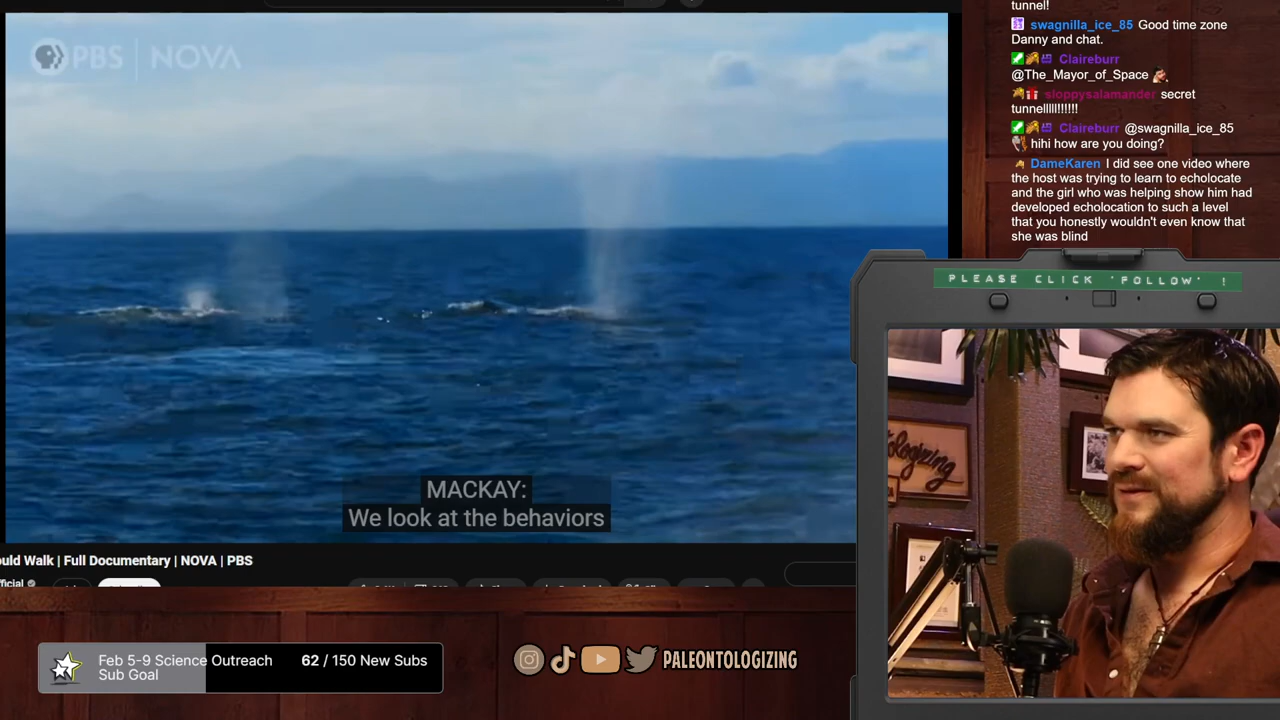 PBS | NOVA
MACKAY:
We look at the behaviors
ould Walk | Full Documentary | NOVA | PBS
fficial
Feb 5-9 Science Outreach
Sub Goal
62 / 150 New Subs
PALEONTOLOGIZING
tunnel!
swagnilla_ice_85 Good time zone
Danny and chat.
Claireburr
@The_Mayor_of_Space
sloppysalamander secret
tunnelllll!!!!!!!
Claireburr @swagnilla_ice_85
hihi how are you doing?
DameKaren I did see one video where
the host was trying to learn to echolocate
and the girl who was helping show him had
developed echolocation to such a level
that you honestly wouldn't even know that
she was blind
PLEASE CLICK 'FOLLOW' !
ologizing